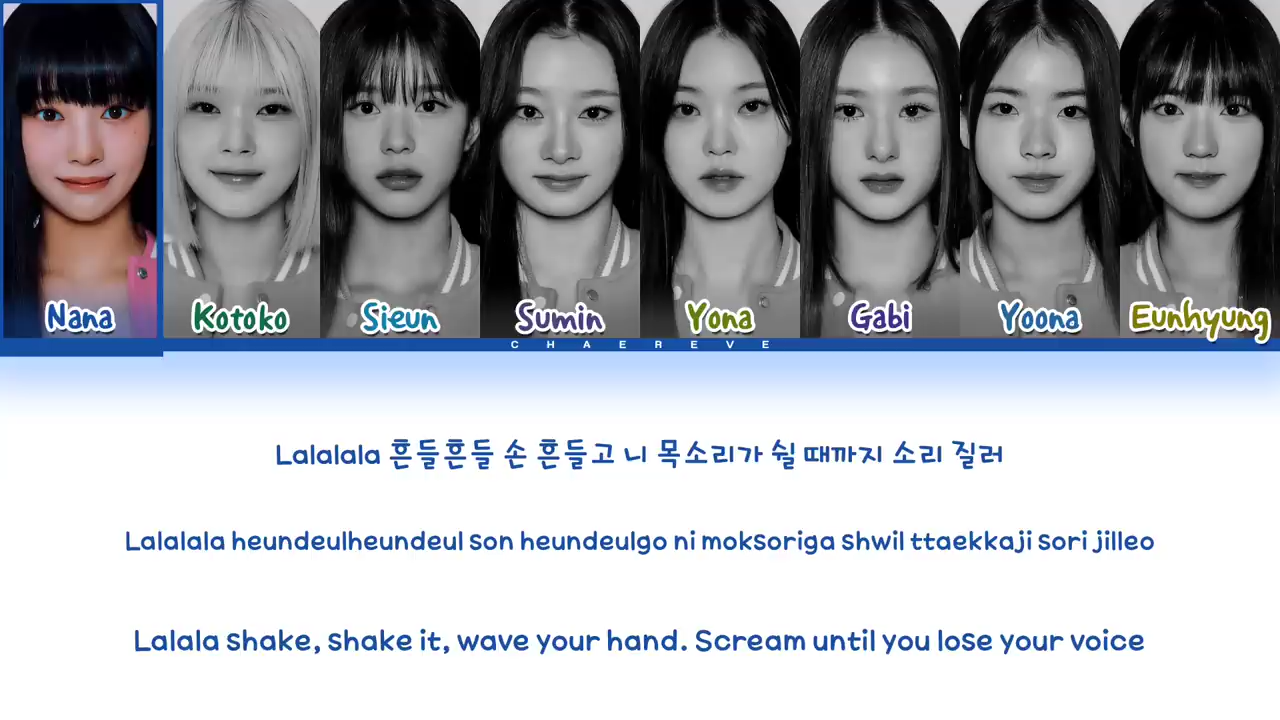 Nana Kotoko Sieun Sumin Yona Gabi Yoona Eunhyung
CHAEREVE
Lalalala 흔들흔들 손 흔들고 니 목소리가 쉴 때까지 소리 질러
Lalalala heundeulheundeul son heundeulgo ni moksoriga shwil ttaekkaji sori jilleo
Lalala shake, shake it, wave your hand. Scream until you lose your voice